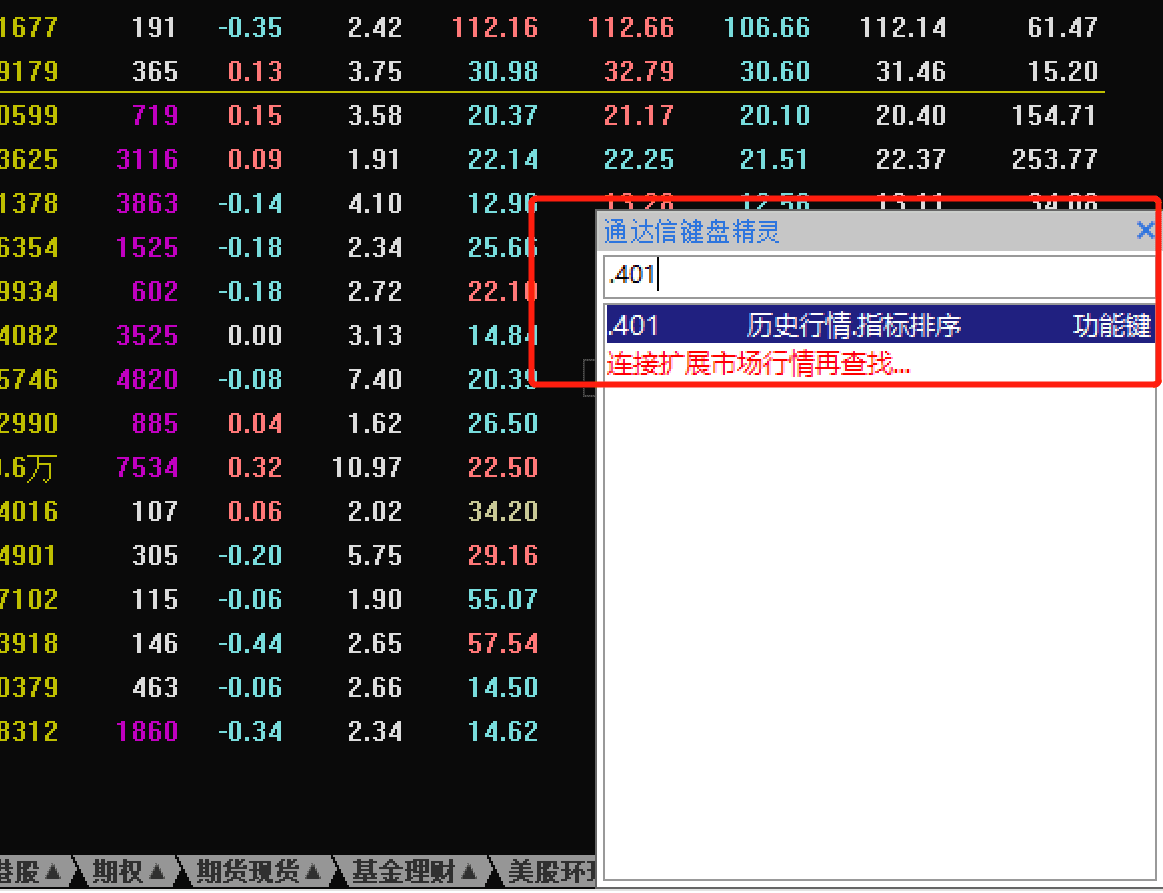 1677 191 -0.35 2.42 112.16 112.66 106.66 112.14 61.47
9179 365 0.13 3.75 30.98 32.79 30.60 31.46 15.20
0599 719 0.15 3.58 20.37 21.17 20.10 20.40 154.71
3625 3116 0.09 1.91 22.14 22.25 21.51 22.37 253.77
1378 3863 -0.14 4.10 12.90
通达信键盘精灵 ×
6354 1525 -0.18 2.34 25.66
.401
9934 602 -0.18 2.72 22.10
4082 3525 0.00 3.13 14.84
.401 历史行情.指标排序 功能键
连接扩展市场行情再查找...
5746 4820 -0.08 7.40 20.39
2990 885 0.04 1.62 26.50
.6万 7534 0.32 10.97 22.50
4016 107 0.06 2.02 34.20
4901 305 -0.20 5.75 29.16
7102 115 -0.06 1.90 55.07
3918 146 -0.44 2.65 57.54
0379 463 -0.06 2.66 14.50
8312 1860 -0.34 2.34 14.62
港股▲ 期权▲ 期货现货▲ 基金理财▲ 美股环